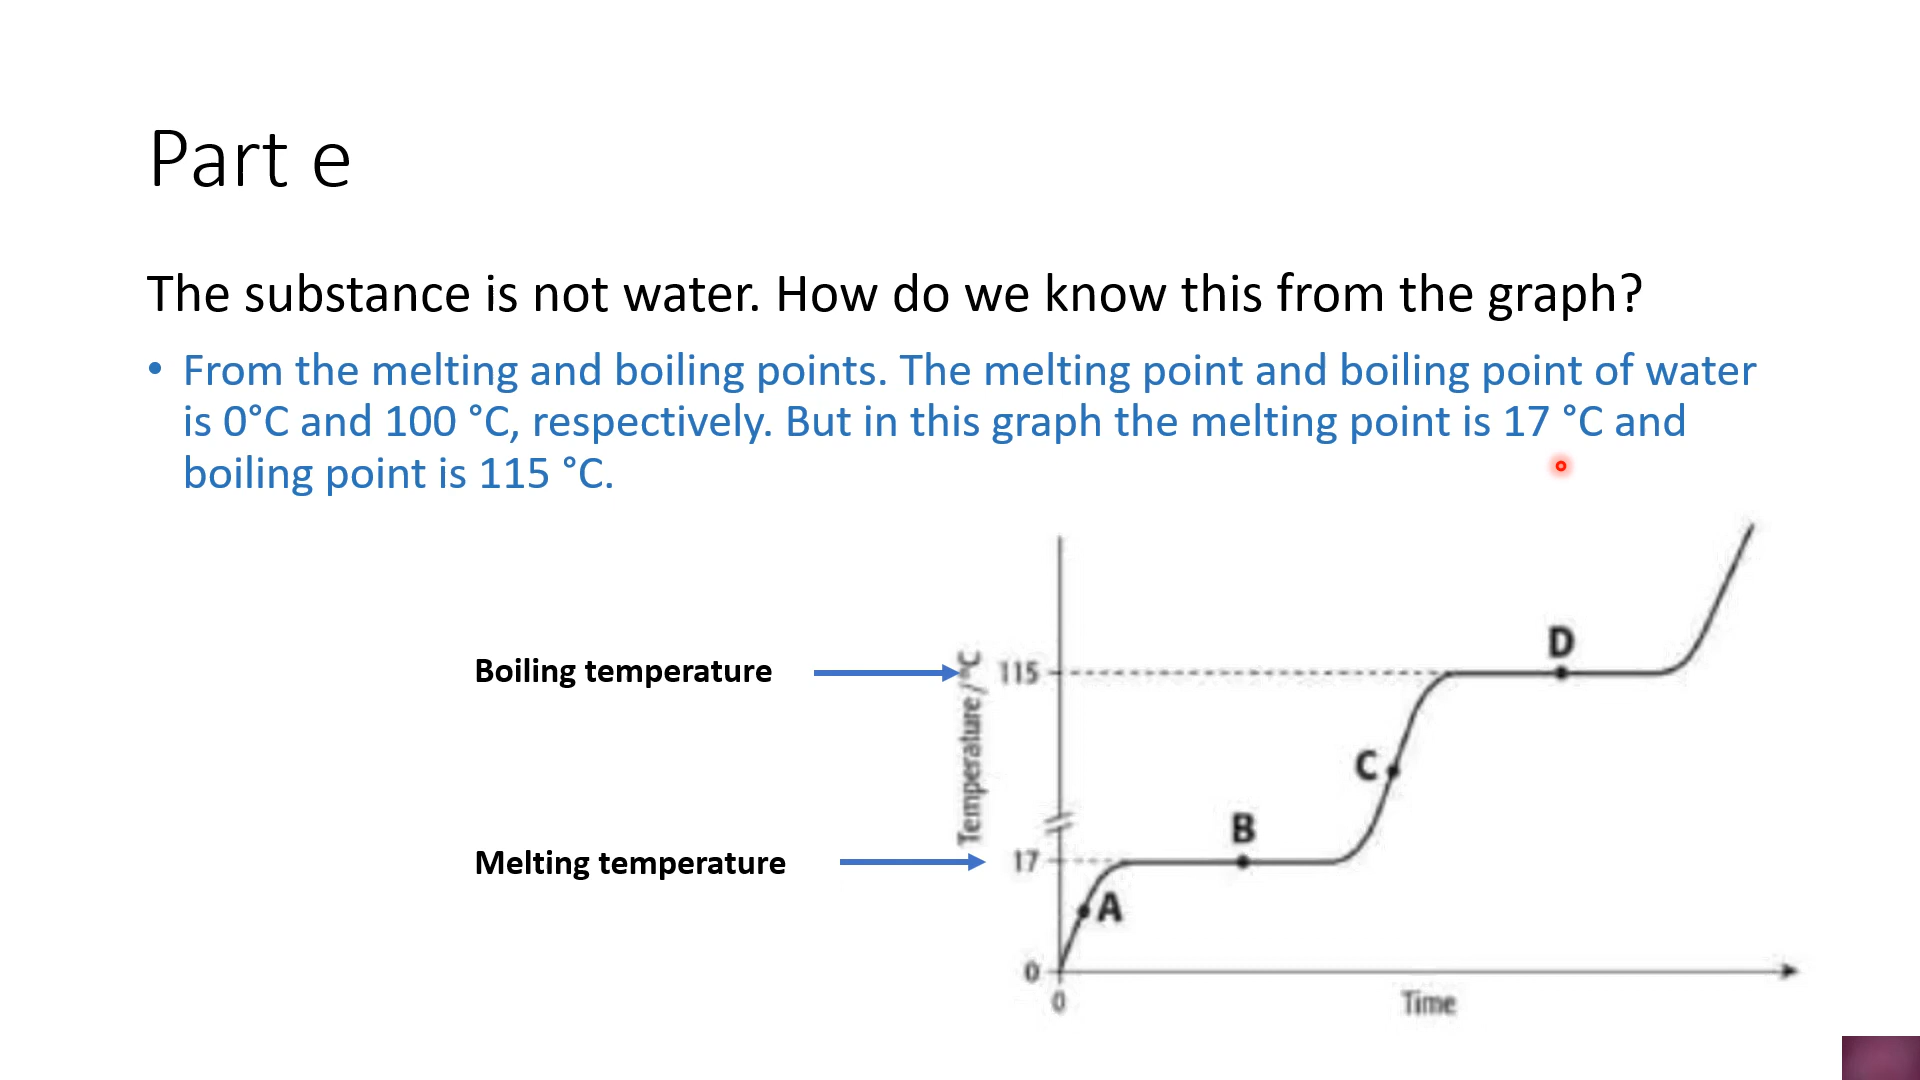 Part e
The substance is not water. How do we know this from the graph?
• From the melting and boiling points. The melting point and boiling point of water
is 0°C and 100 °C, respectively. But in this graph the melting point is 17 °C and
boiling point is 115 °C.
D
Boiling temperature
Temperature/°C
115
C
B
Melting temperature
17
A
0
0
Time